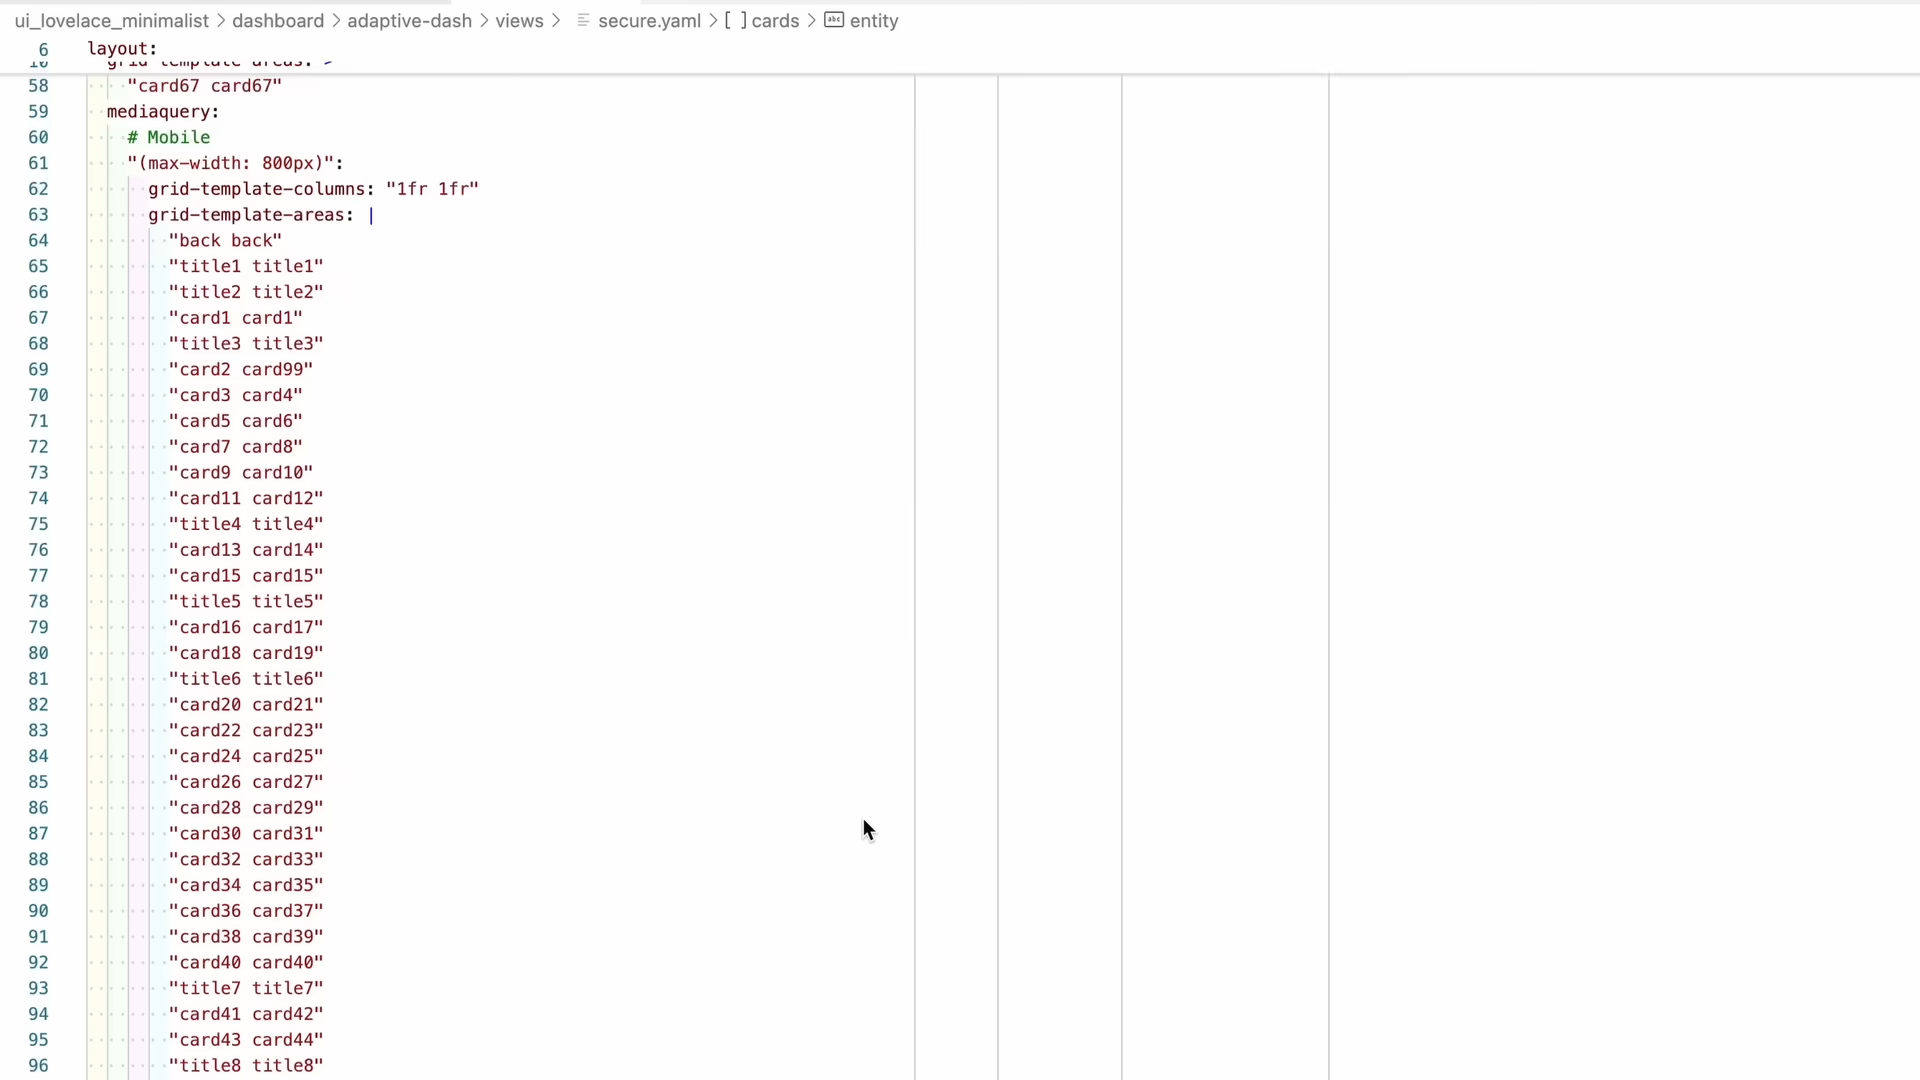 ui_lovelace_minimalist > dashboard > adaptive-dash > views > secure.yaml > [ ] cards > abc entity
6 layout:
10 grid-template-areas: >
58 "card67 card67"
59 mediaquery:
60 # Mobile
61 "(max-width: 800px)":
62 grid-template-columns: "1fr 1fr"
63 grid-template-areas: |
64 "back back"
65 "title1 title1"
66 "title2 title2"
67 "card1 card1"
68 "title3 title3"
69 "card2 card99"
70 "card3 card4"
71 "card5 card6"
72 "card7 card8"
73 "card9 card10"
74 "card11 card12"
75 "title4 title4"
76 "card13 card14"
77 "card15 card15"
78 "title5 title5"
79 "card16 card17"
80 "card18 card19"
81 "title6 title6"
82 "card20 card21"
83 "card22 card23"
84 "card24 card25"
85 "card26 card27"
86 "card28 card29"
87 "card30 card31"
88 "card32 card33"
89 "card34 card35"
90 "card36 card37"
91 "card38 card39"
92 "card40 card40"
93 "title7 title7"
94 "card41 card42"
95 "card43 card44"
96 "title8 title8"